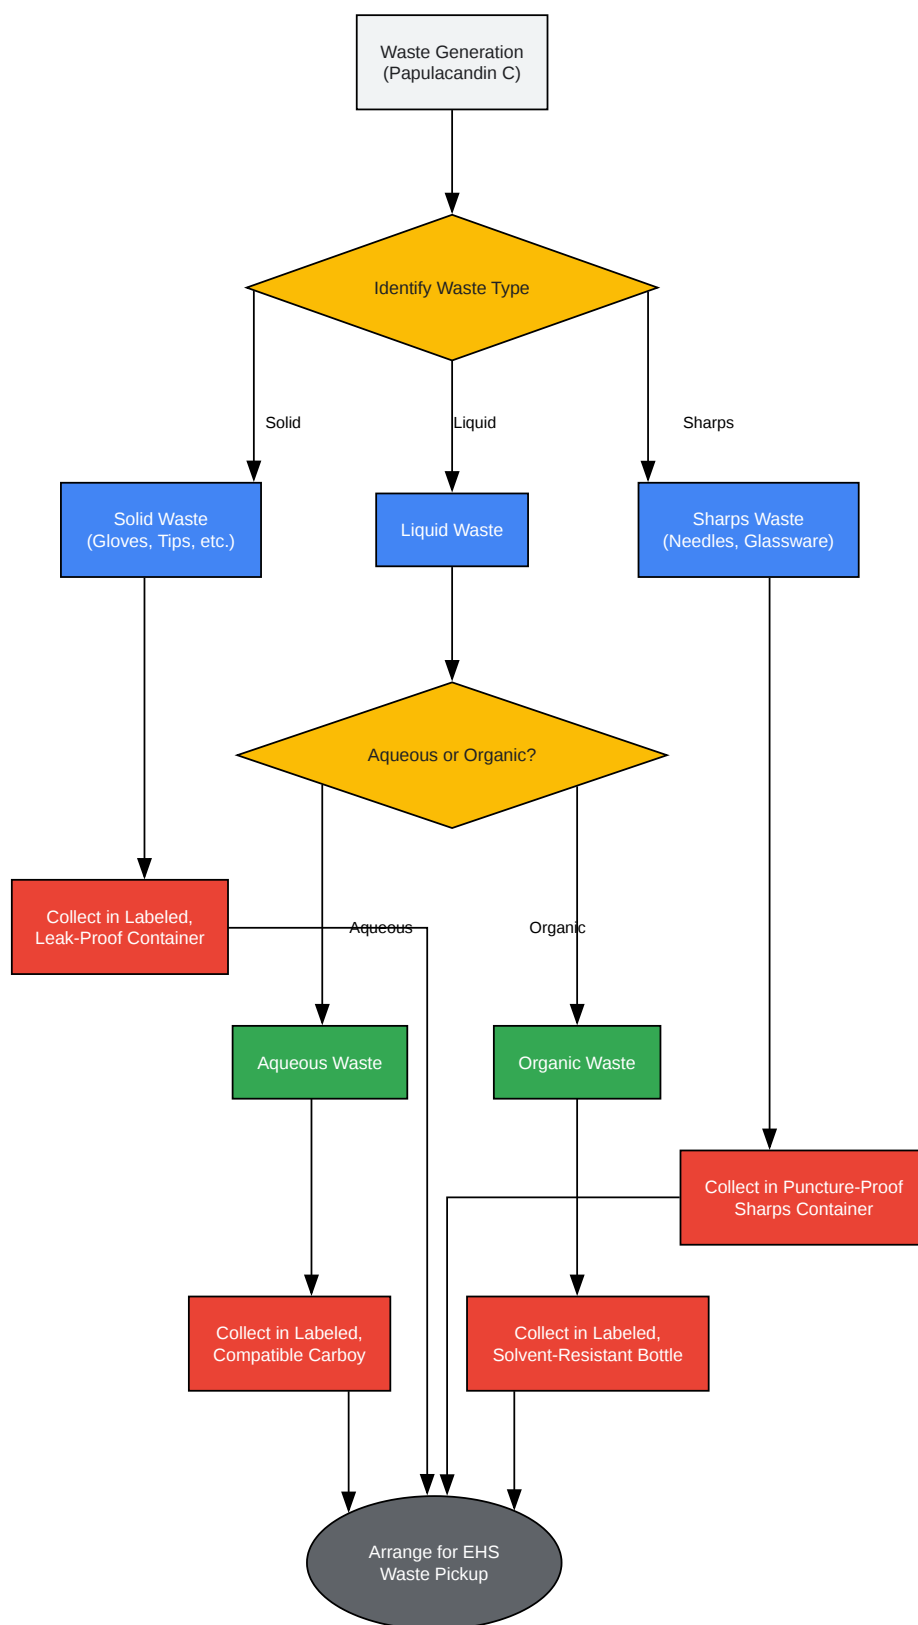 Waste Generation
(Papulacandin C)
Identify Waste Type
Solid
Liquid
Sharps
Solid Waste
(Gloves, Tips, etc.)
Liquid Waste
Sharps Waste
(Needles, Glassware)
Aqueous or Organic?
Collect in Labeled,
Leak-Proof Container
Aqueous
Organic
Aqueous Waste
Organic Waste
Collect in Puncture-Proof
Sharps Container
Collect in Labeled,
Compatible Carboy
Collect in Labeled,
Solvent-Resistant Bottle
Arrange for EHS
Waste Pickup